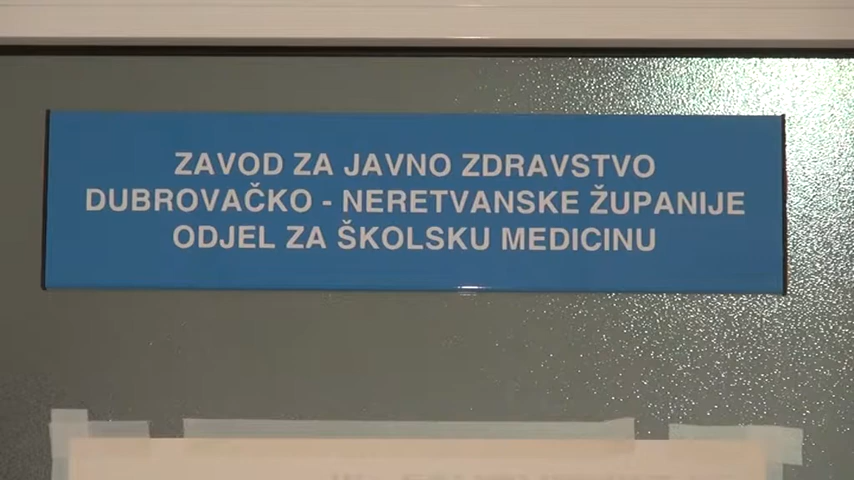 ZAVOD ZA JAVNO ZDRAVSTVO
DUBROVAČKO - NERETVANSKE ŽUPANIJE
ODJEL ZA ŠKOLSKU MEDICINU